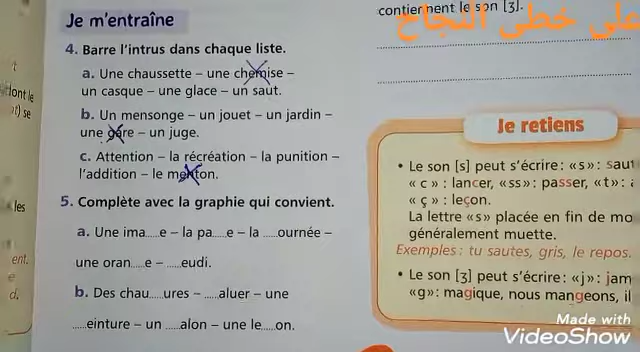 Je m'entraîne
4. Barre l'intrus dans chaque liste.
a. Une chaussette – une chemise –
un casque – une glace – un saut.
b. Un mensonge – un jouet – un jardin –
une gare – un juge.
c. Attention – la récréation – la punition –
l'addition – le menton.
5. Complète avec la graphie qui convient.
a. Une ima.....e – la pa.....e – la .....ournée –
une oran.....e – .....eudi.
b. Des chau.....ures – .....aluer – une
.....einture – un .....alon – une le.....on.
dont le
se
les
ent.
e
d.
contiennent le son [ʒ].
على خطى النجاح
Je retiens
• Le son [s] peut s'écrire: «s»: saut
« c » : lancer, «ss»: passer, «t»:
« ç » : leçon.
La lettre «s» placée en fin de mo
généralement muette.
Exemples : tu sautes, gris, le repos.
• Le son [ʒ] peut s'écrire: «j»: jam
«g»: magique, nous mangeons, il
Made with
VideoShow